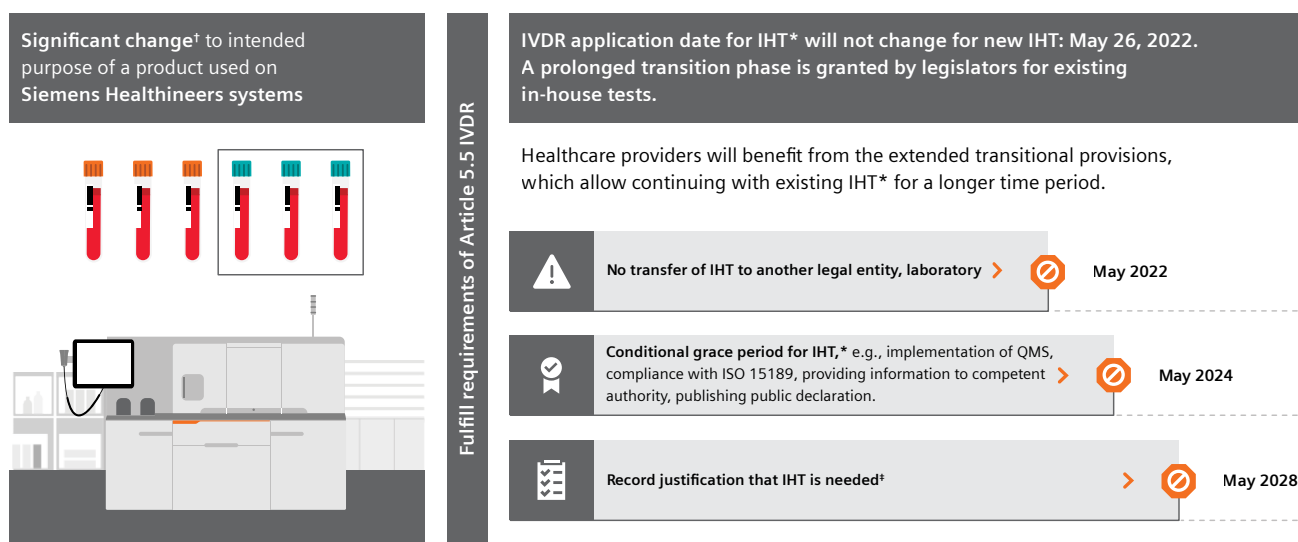 Significant change† to intended
purpose of a product used on
Siemens Healthineers systems
Fulfill requirements of Article 5.5 IVDR
IVDR application date for IHT* will not change for new IHT: May 26, 2022.
A prolonged transition phase is granted by legislators for existing
in-house tests.
Healthcare providers will benefit from the extended transitional provisions,
which allow continuing with existing IHT* for a longer time period.
No transfer of IHT to another legal entity, laboratory
May 2022
Conditional grace period for IHT,* e.g., implementation of QMS,
compliance with ISO 15189, providing information to competent
authority, publishing public declaration.
May 2024
Record justification that IHT is needed‡
May 2028